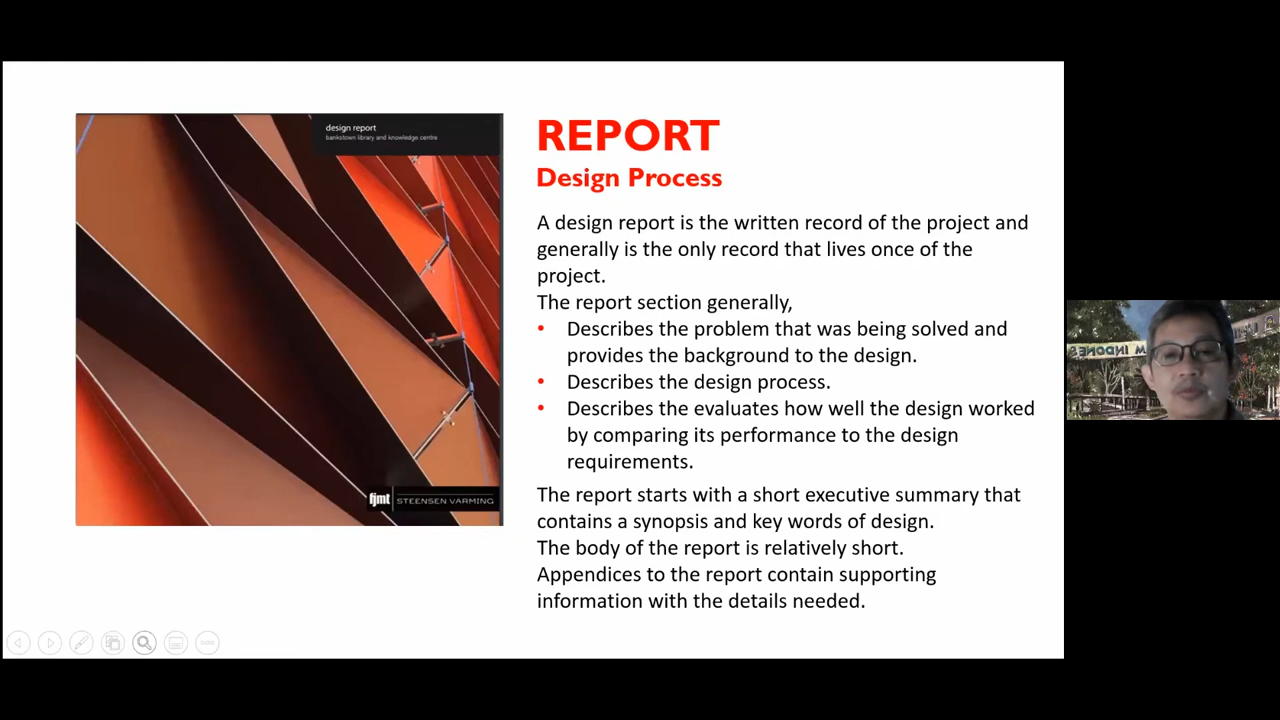 design report
bankstown library and knowledge centre
fjmt
STEENSEN VARMING
REPORT
Design Process
A design report is the written record of the project and
generally is the only record that lives once of the
project.
The report section generally,
• Describes the problem that was being solved and
provides the background to the design.
• Describes the design process.
• Describes the evaluates how well the design worked
by comparing its performance to the design
requirements.
The report starts with a short executive summary that
contains a synopsis and key words of design.
The body of the report is relatively short.
Appendices to the report contain supporting
information with the details needed.